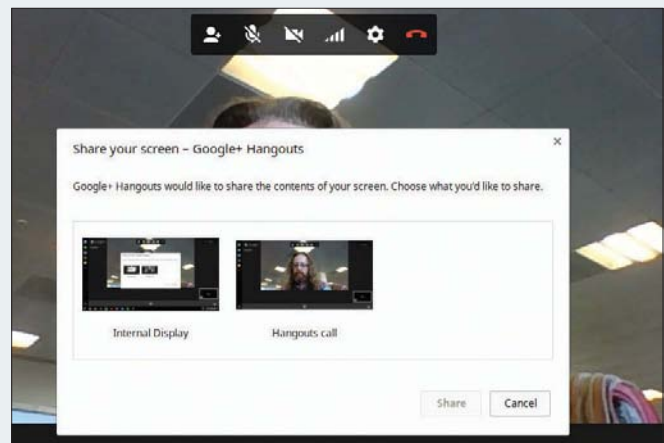 Share your screen – Google+ Hangouts
Google+ Hangouts would like to share the contents of your screen. Choose what you'd like to share.
Internal Display
Hangouts call
Share
Cancel